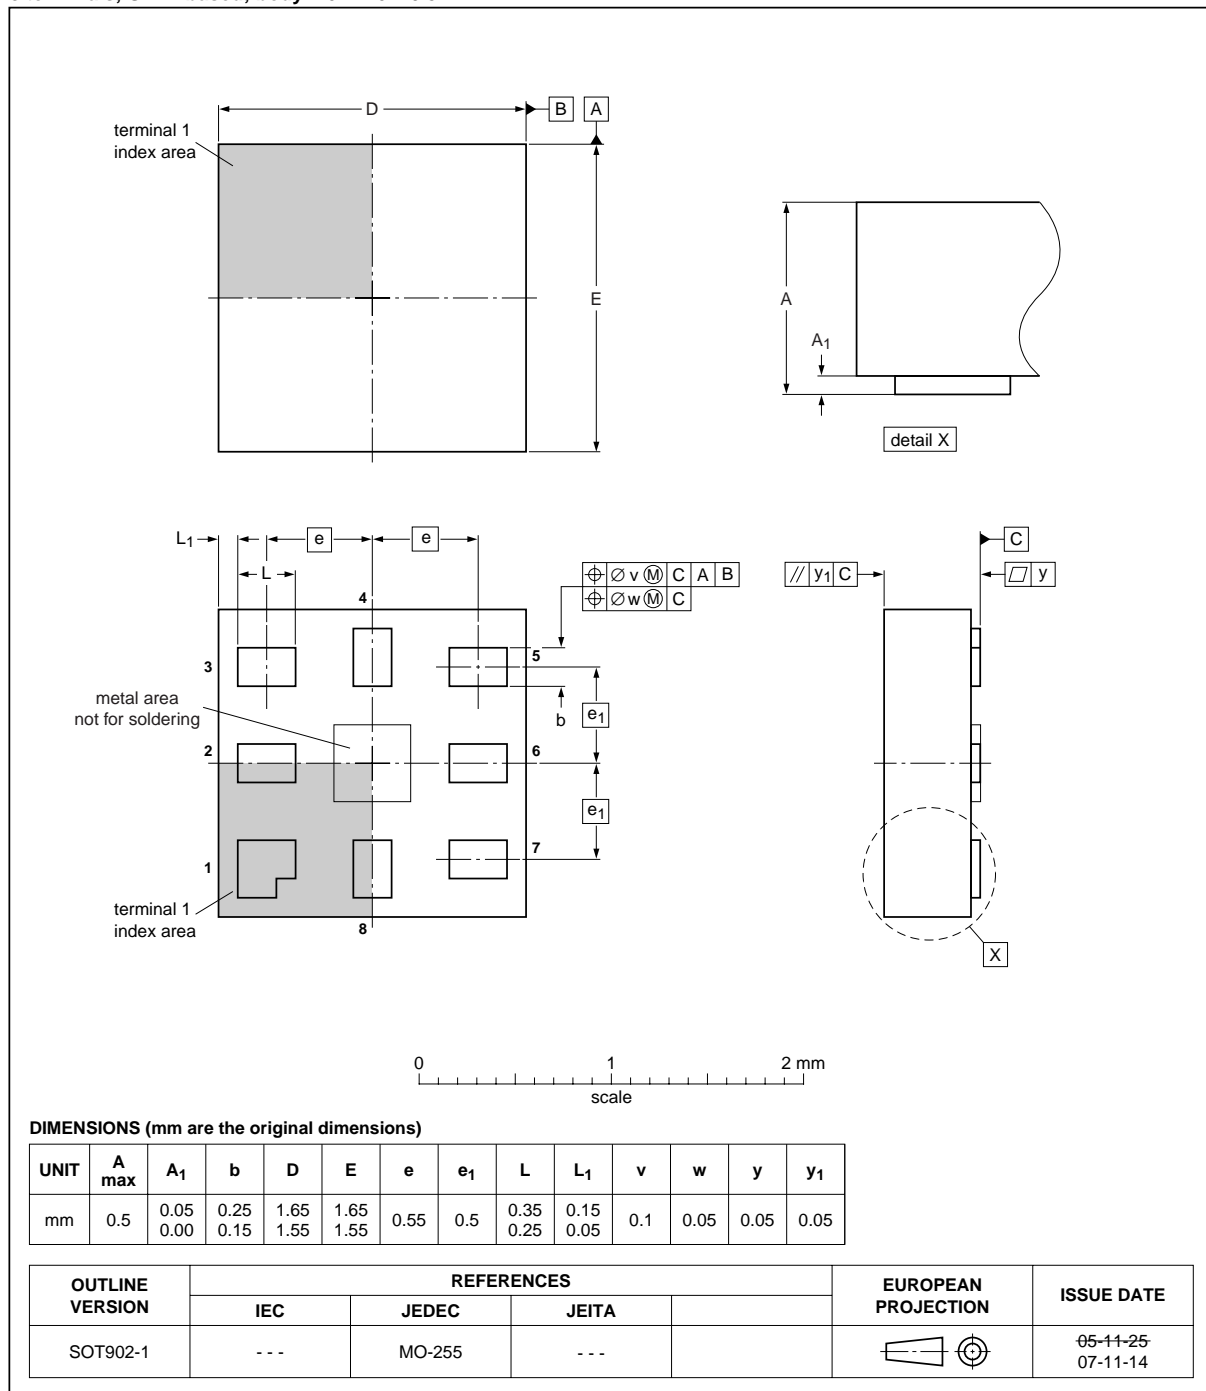 D
B
A
terminal 1
index area
E
A
A1
detail X
L1
e
e
L
4
⌖ ∅ v Ⓜ C A B
⌖ ∅ w Ⓜ C
// y1 C
C
⏥ y
3
5
b
e1
metal area
not for soldering
2
6
e1
1
7
terminal 1
index area
8
X
0 1 2 mm
scale
DIMENSIONS (mm are the original dimensions)
UNIT A max A1 b D E e e1 L L1 v w y y1
mm 0.5 0.05 0.00 0.25 0.15 1.65 1.55 1.65 1.55 0.55 0.5 0.35 0.25 0.15 0.05 0.1 0.05 0.05 0.05
OUTLINE VERSION REFERENCES EUROPEAN PROJECTION ISSUE DATE
IEC JEDEC JEITA
SOT902-1 - - - MO-255 - - - 05-11-25
07-11-14